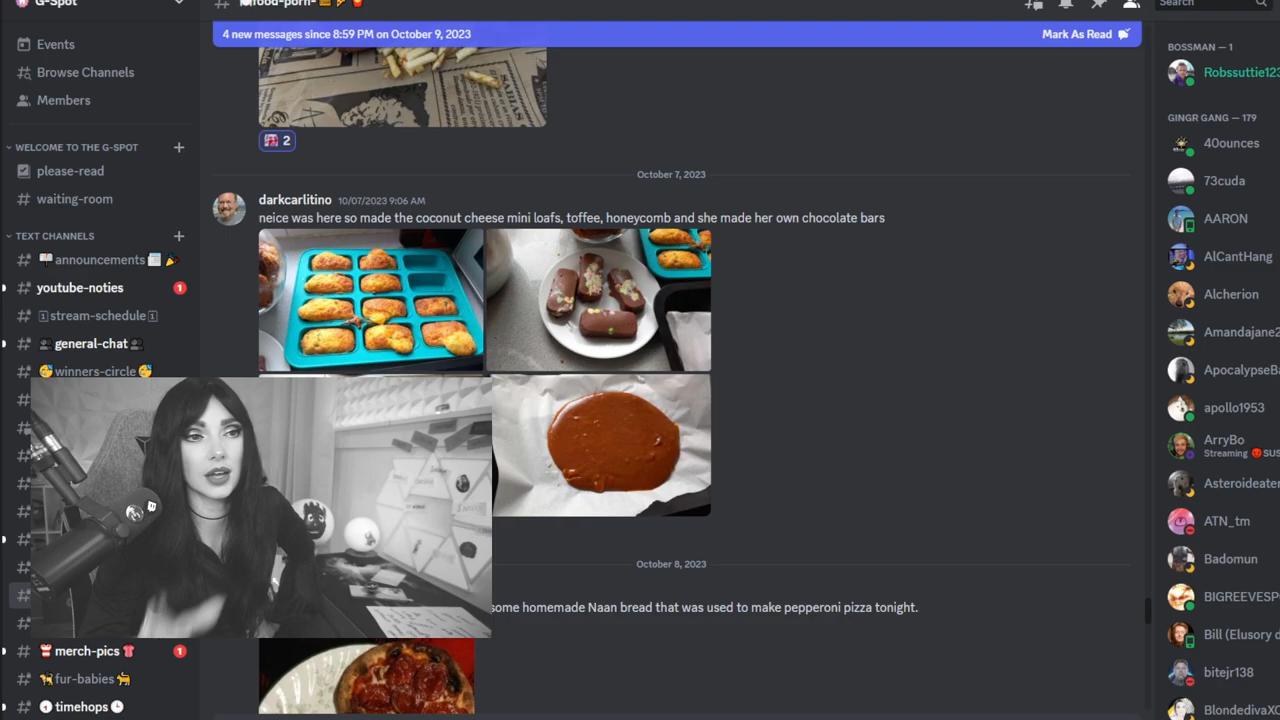 G-Spot
food-porn-
Search
4 new messages since 8:59 PM on October 9, 2023
Mark As Read
Events
Browse Channels
Members
WELCOME TO THE G-SPOT
please-read
waiting-room
TEXT CHANNELS
announcements
youtube-noties
1
stream-schedule
general-chat
winners-circle
merch-pics
1
fur-babies
timehops
2
October 7, 2023
darkcarlitino 10/07/2023 9:06 AM
neice was here so made the coconut cheese mini loafs, toffee, honeycomb and she made her own chocolate bars
October 8, 2023
some homemade Naan bread that was used to make pepperoni pizza tonight.
BOSSMAN — 1
Robssuttie123
GINGR GANG — 179
40ounces
73cuda
AARON
AlCantHang
Alcherion
Amandajane2
ApocalypseBa
apollo1953
ArryBo
Streaming SUS
Asteroideater
ATN_tm
Badomun
BIGREEVESP
Bill (Elusory d
bitejr138
BlondedivaXO